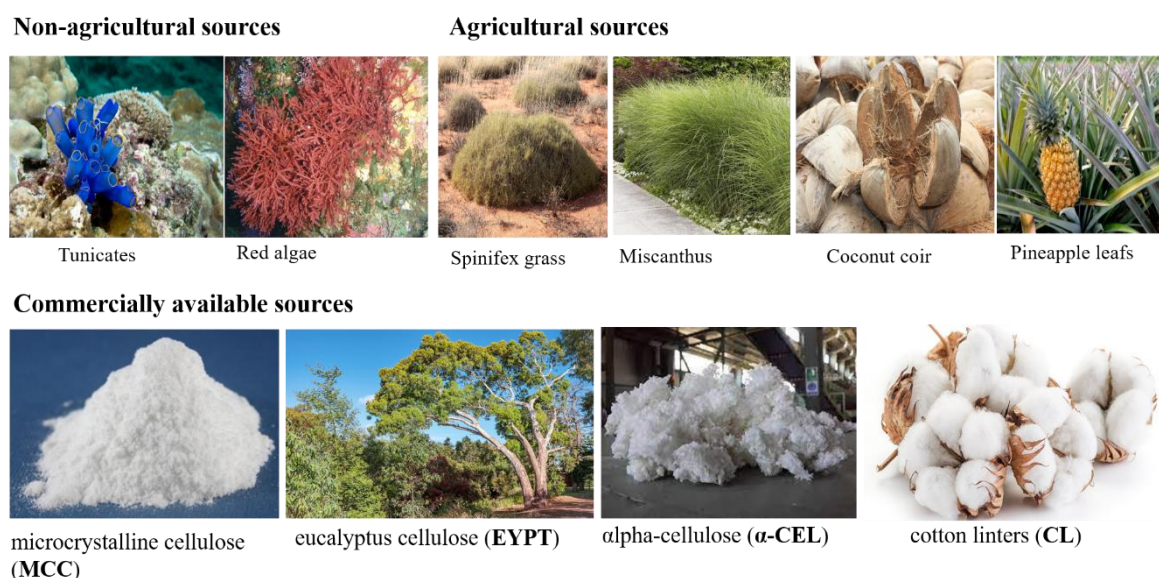 Non-agricultural sources
Agricultural sources
Tunicates
Red algae
Spinifex grass
Miscanthus
Coconut coir
Pineapple leafs
Commercially available sources
microcrystalline cellulose
(MCC)
eucalyptus cellulose (EYPT)
αlpha-cellulose (α-CEL)
cotton linters (CL)